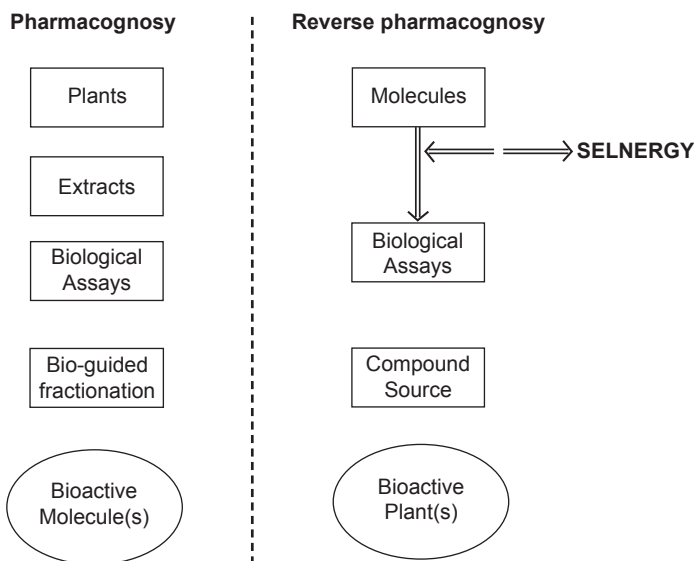 Pharmacognosy
Plants
Extracts
Biological
Assays
Bio-guided
fractionation
Bioactive
Molecule(s)
Reverse pharmacognosy
Molecules
SELNERGY
Biological
Assays
Compound
Source
Bioactive
Plant(s)